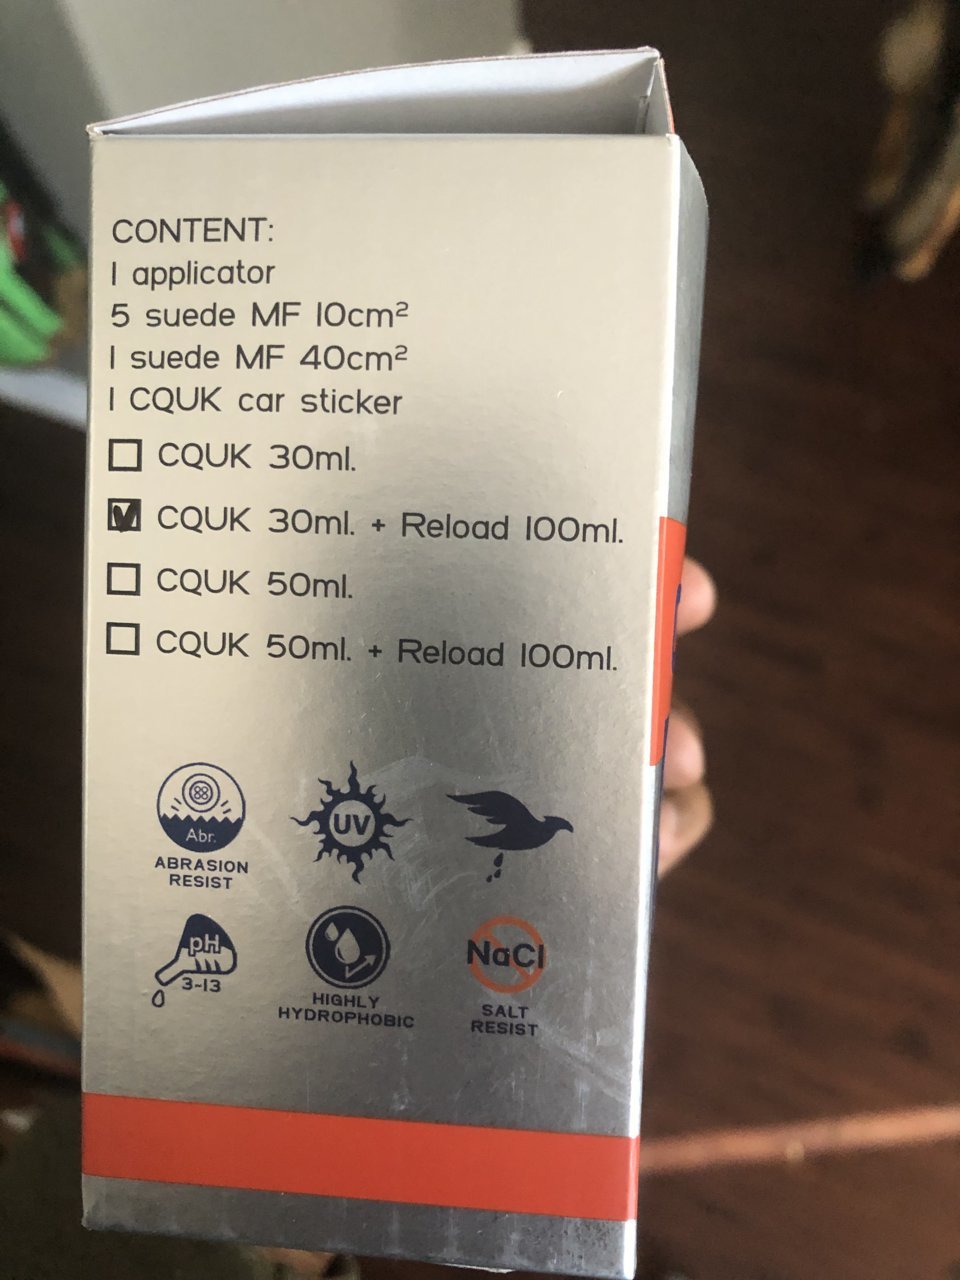 CONTENT:
1 applicator
5 suede MF 10cm²
1 suede MF 40cm²
1 CQUK car sticker
CQUK 30ml.
CQUK 30ml. + Reload 100ml.
CQUK 50ml.
CQUK 50ml. + Reload 100ml.
Abr.
ABRASION
RESIST
UV
pH
3-13
HIGHLY
HYDROPHOBIC
NaCl
SALT
RESIST